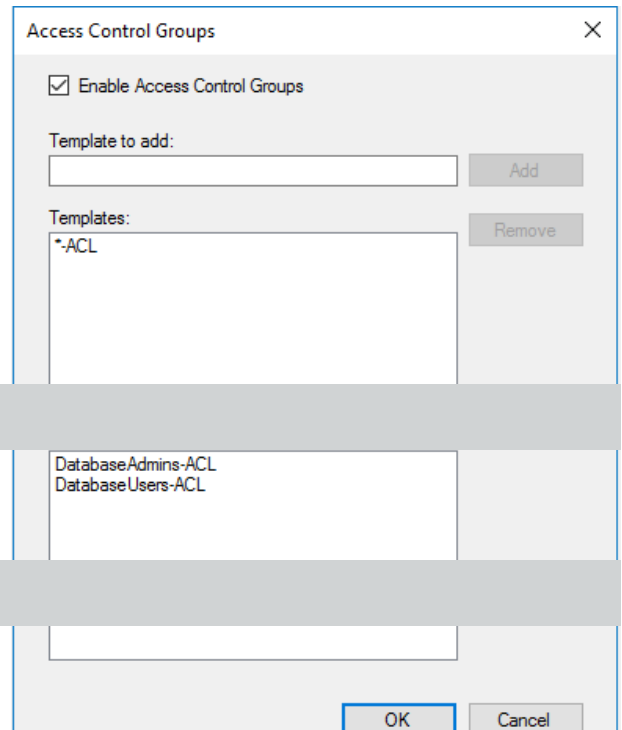 Access Control Groups
Enable Access Control Groups
Template to add:
Add
Templates:
Remove
*-ACL
DatabaseAdmins-ACL
DatabaseUsers-ACL
OK
Cancel